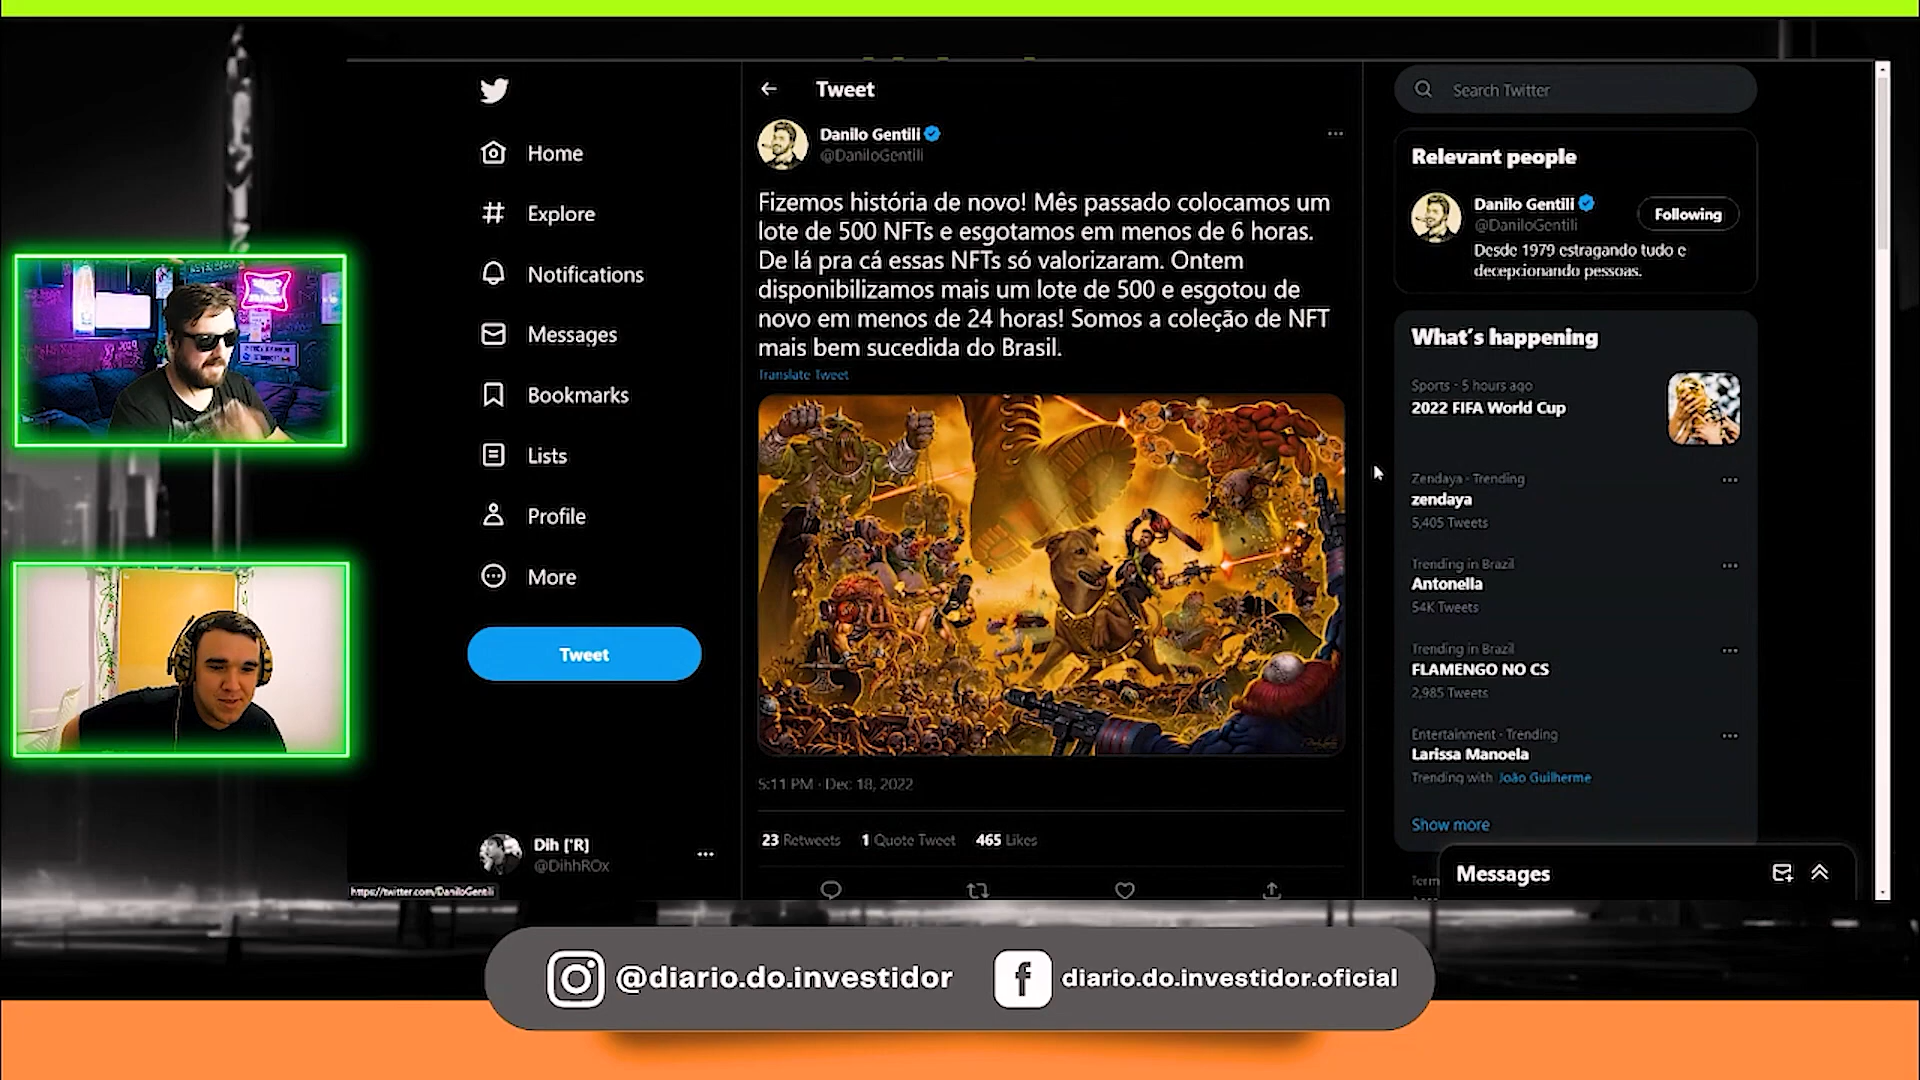 Home
Explore
Notifications
Messages
Bookmarks
Lists
Profile
More
Tweet
Dih ['R]
@DihhROx
https://twitter.com/DaniloGentili
Tweet
Danilo Gentili
@DaniloGentili
Fizemos história de novo! Mês passado colocamos um
lote de 500 NFTs e esgotamos em menos de 6 horas.
De lá pra cá essas NFTs só valorizaram. Ontem
disponibilizamos mais um lote de 500 e esgotou de
novo em menos de 24 horas! Somos a coleção de NFT
mais bem sucedida do Brasil.
Translate Tweet
5:11 PM · Dec 18, 2022
23 Retweets 1 Quote Tweet 465 Likes
Search Twitter
Relevant people
Danilo Gentili
@DaniloGentili
Following
Desde 1979 estragando tudo e
decepcionando pessoas.
What's happening
Sports · 5 hours ago
2022 FIFA World Cup
Zendaya · Trending
zendaya
5,405 Tweets
Trending in Brazil
Antonella
54K Tweets
Trending in Brazil
FLAMENGO NO CS
2,985 Tweets
Entertainment · Trending
Larissa Manoela
Trending with João Guilherme
Show more
Messages
@diario.do.investidor
diario.do.investidor.oficial